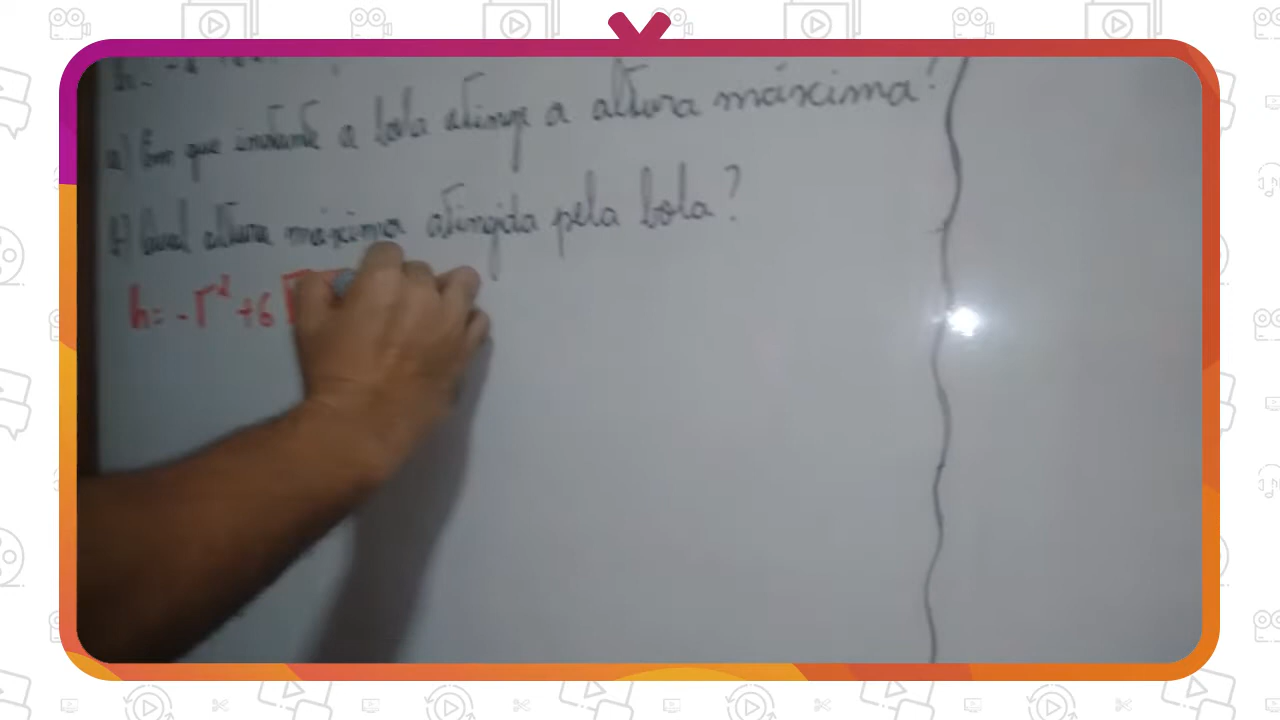 a) Em que instante a bola atinge a altura máxima?
b) Qual altura máxima atingida pela bola?
h= -T² +6